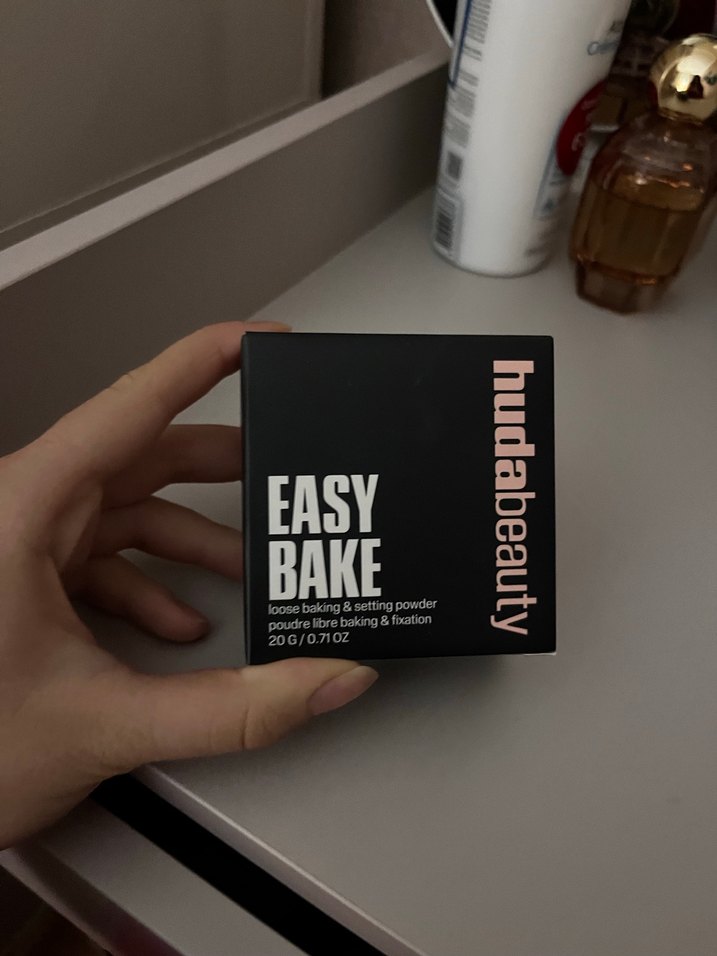 EASY
BAKE
loose baking & setting powder
poudre libre baking & fixation
20 G / 0.71 OZ
hudabeauty